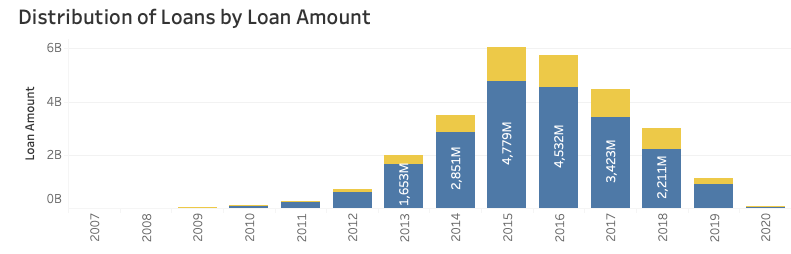 Distribution of Loans by Loan Amount
6B
4B
2B
0B
Loan Amount
1,653M
2,851M
4,779M
4,532M
3,423M
2,211M
2007
2008
2009
2010
2011
2012
2013
2014
2015
2016
2017
2018
2019
2020